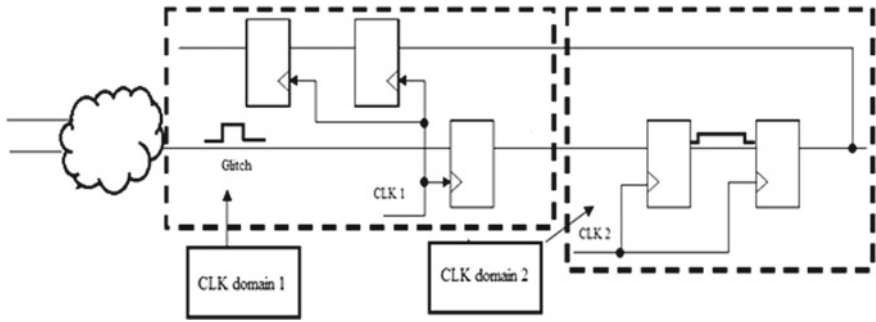 Glitch
CLK 1
CLK 2
CLK domain 1
CLK domain 2